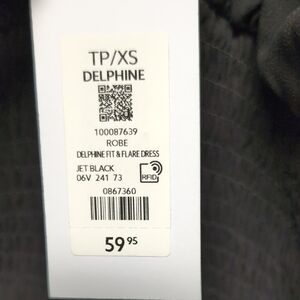 TP/XS
DELPHINE
100087639
ROBE
DELPHINE FIT & FLARE DRESS
JET BLACK
06V 241 73
RFID
0867360
59 95